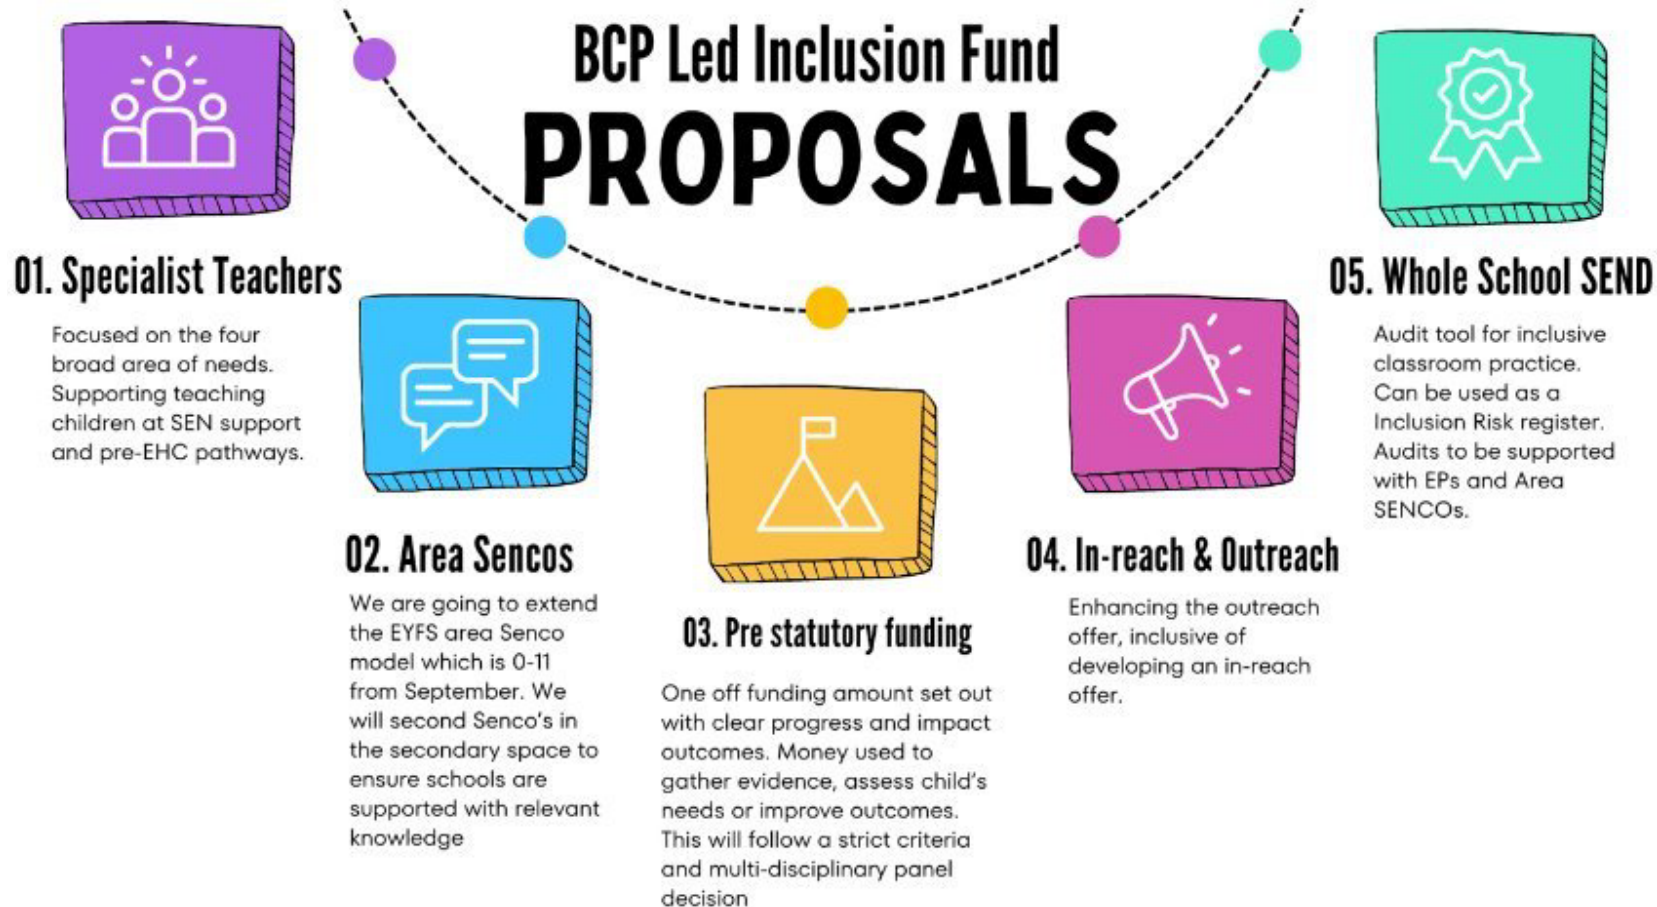 BCP Led Inclusion Fund
PROPOSALS
01. Specialist Teachers
Focused on the four
broad area of needs.
Supporting teaching
children at SEN support
and pre-EHC pathways.
02. Area Sencos
We are going to extend
the EYFS area Senco
model which is 0-11
from September. We
will second Senco's in
the secondary space to
ensure schools are
supported with relevant
knowledge
03. Pre statutory funding
One off funding amount set out
with clear progress and impact
outcomes. Money used to
gather evidence, assess child's
needs or improve outcomes.
This will follow a strict criteria
and multi-disciplinary panel
decision
04. In-reach & Outreach
Enhancing the outreach
offer, inclusive of
developing an in-reach
offer.
05. Whole School SEND
Audit tool for inclusive
classroom practice.
Can be used as a
Inclusion Risk register.
Audits to be supported
with EPs and Area
SENCOs.